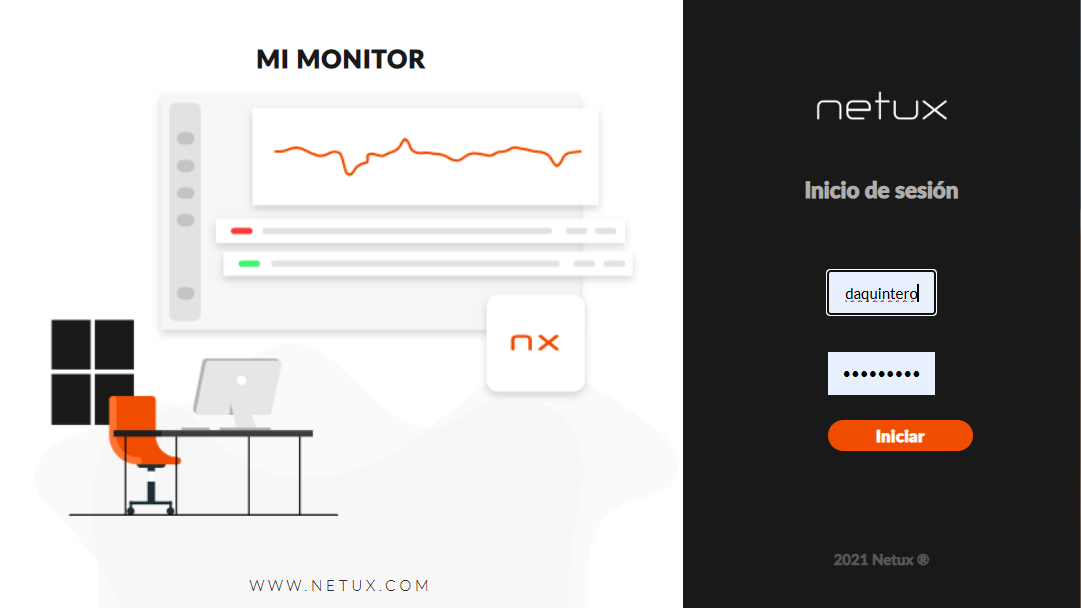 MI MONITOR
nx
WWW.NETUX.COM
netux
Inicio de sesión
daquintero
•••••••••
Iniciar
2021 Netux ®